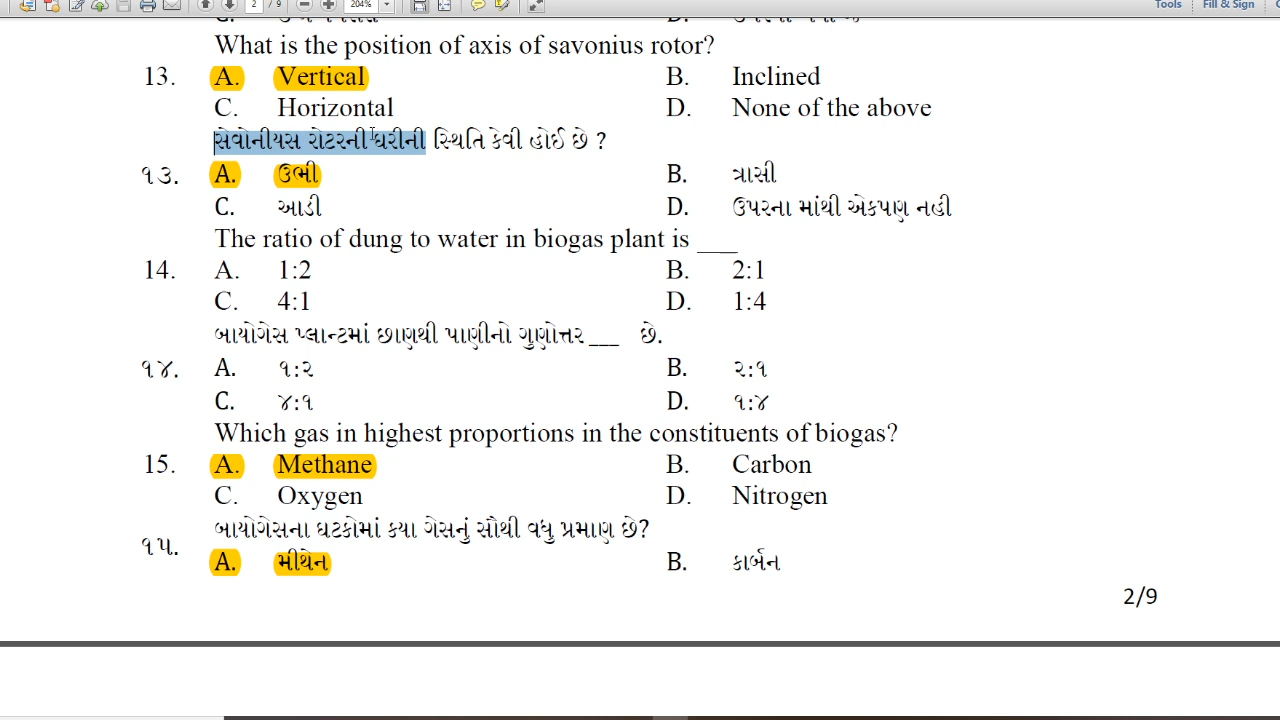 2 / 9 204% Tools Fill & Sign
What is the position of axis of savonius rotor?
13. A. Vertical B. Inclined
C. Horizontal D. None of the above
સેવોનીયસ રોટરની ધરીની સ્થિતિ કેવી હોઈ છે ?
૧૩. A. ઉભી B. ત્રાસી
C. આડી D. ઉપરના માંથી એકપણ નહી
The ratio of dung to water in biogas plant is ___
14. A. 1:2 B. 2:1
C. 4:1 D. 1:4
બાયોગેસ પ્લાન્ટમાં છાણથી પાણીનો ગુણોત્તર ___ છે.
૧૪. A. ૧:૨ B. ૨:૧
C. ૪:૧ D. ૧:૪
Which gas in highest proportions in the constituents of biogas?
15. A. Methane B. Carbon
C. Oxygen D. Nitrogen
બાયોગેસના ઘટકોમાં કયા ગેસનું સૌથી વધુ પ્રમાણ છે?
૧૫. A. મીથેન B. કાર્બન
2/9